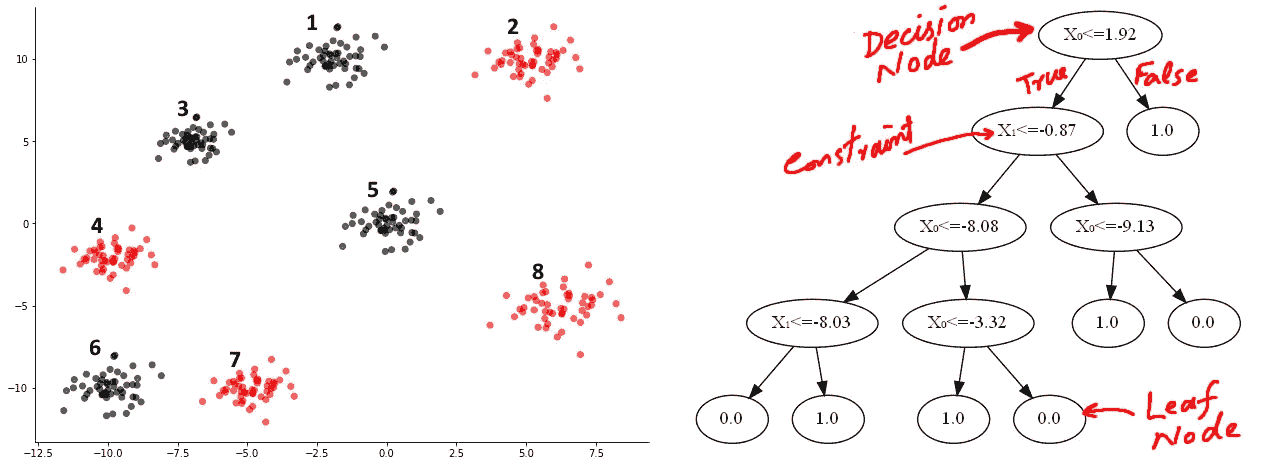 1
2
3
4
5
6
7
8
10
5
0
−5
−10
−12.5 −10.0 −7.5 −5.0 −2.5 0.0 2.5 5.0 7.5
Decision
Node
X₀<=1.92
True False
Constraint
X₁<=-0.87 1.0
X₀<=-8.08 X₀<=-9.13
X₁<=-8.03 X₀<=-3.32 1.0 0.0
0.0 1.0 1.0 0.0
Leaf
Node